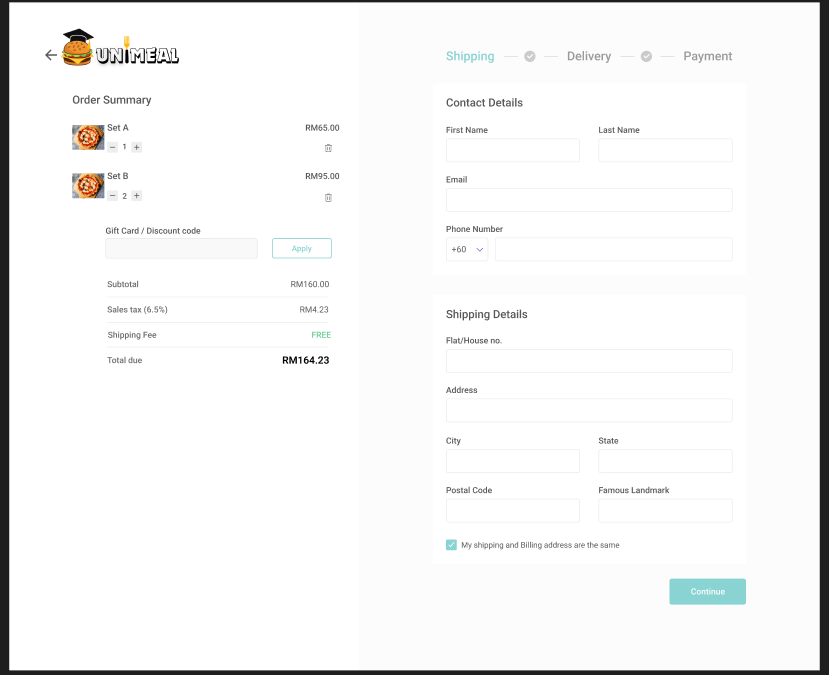 UNIMEAL
Order Summary
Set A RM65.00
− 1 +
Set B RM95.00
− 2 +
Gift Card / Discount code
Apply
Subtotal RM160.00
Sales tax (6.5%) RM4.23
Shipping Fee FREE
Total due RM164.23
Shipping Delivery Payment
Contact Details
First Name Last Name
Email
Phone Number
+60
Shipping Details
Flat/House no.
Address
City State
Postal Code Famous Landmark
My shipping and Billing address are the same
Continue